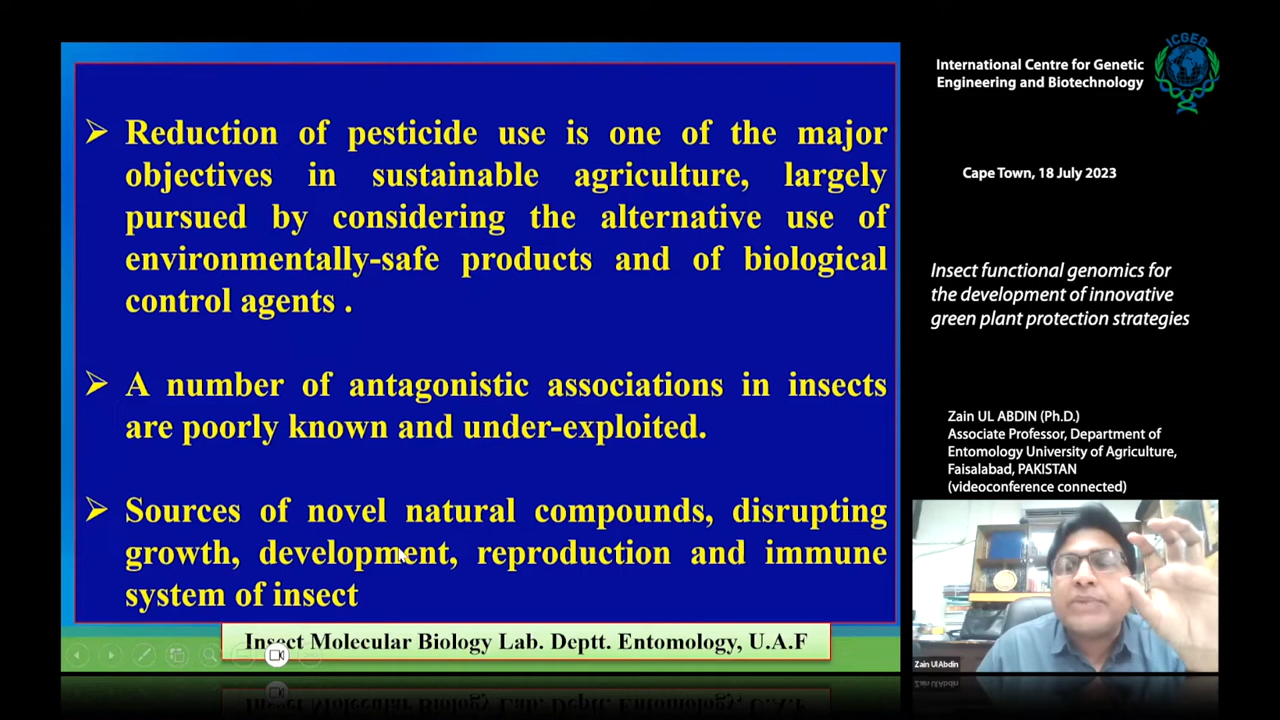 ➢ Reduction of pesticide use is one of the major
objectives in sustainable agriculture, largely
pursued by considering the alternative use of
environmentally-safe products and of biological
control agents .
➢ A number of antagonistic associations in insects
are poorly known and under-exploited.
➢ Sources of novel natural compounds, disrupting
growth, development, reproduction and immune
system of insect
Insect Molecular Biology Lab. Deptt. Entomology, U.A.F
International Centre for Genetic
Engineering and Biotechnology
ICGEB
Cape Town, 18 July 2023
Insect functional genomics for
the development of innovative
green plant protection strategies
Zain UL ABDIN (Ph.D.)
Associate Professor, Department of
Entomology University of Agriculture,
Faisalabad, PAKISTAN
(videoconference connected)
Zain UlAbdin